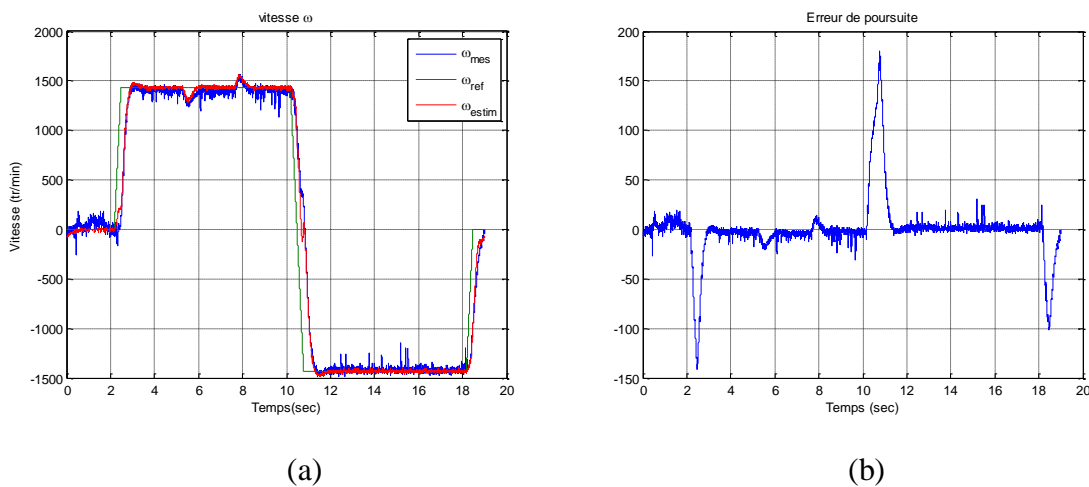 vitesse ω
2000
1500
1000
500
0
-500
-1000
-1500
0 2 4 6 8 10 12 14 16 18 20
Vitesse (tr/min)
Temps(sec)
ω_mes
ω_ref
ω_estim
(a)
Erreur de poursuite
200
150
100
50
0
-50
-100
-150
0 2 4 6 8 10 12 14 16 18 20
Temps (sec)
(b)